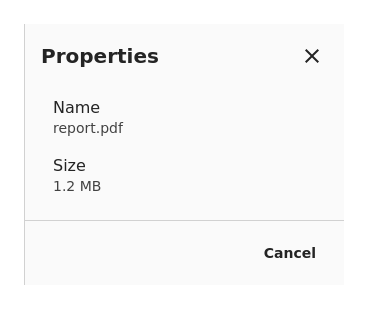 Properties
Name
report.pdf
Size
1.2 MB
Cancel